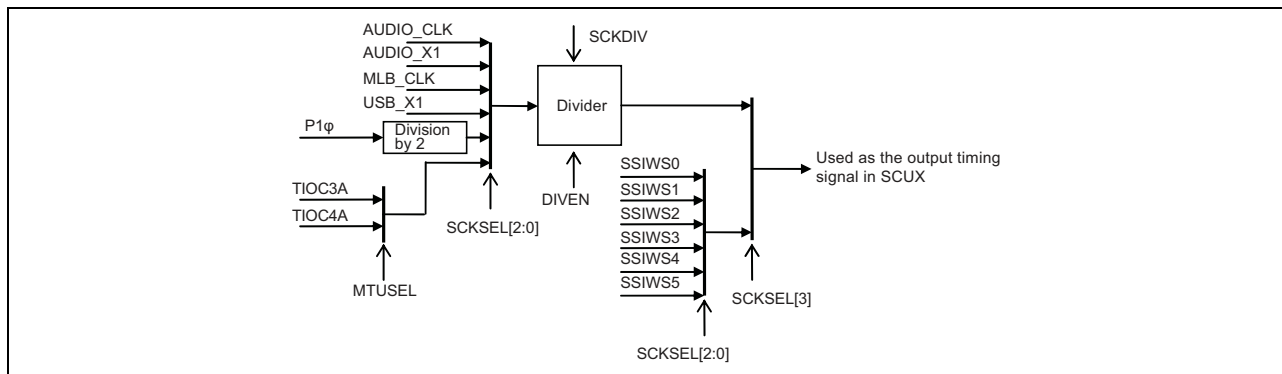 AUDIO_CLK
AUDIO_X1
MLB_CLK
USB_X1
P1φ
Division
by 2
TIOC3A
TIOC4A
MTUSEL
SCKSEL[2:0]
SCKDIV
Divider
DIVEN
SSIWS0
SSIWS1
SSIWS2
SSIWS3
SSIWS4
SSIWS5
SCKSEL[2:0]
SCKSEL[3]
Used as the output timing
signal in SCUX